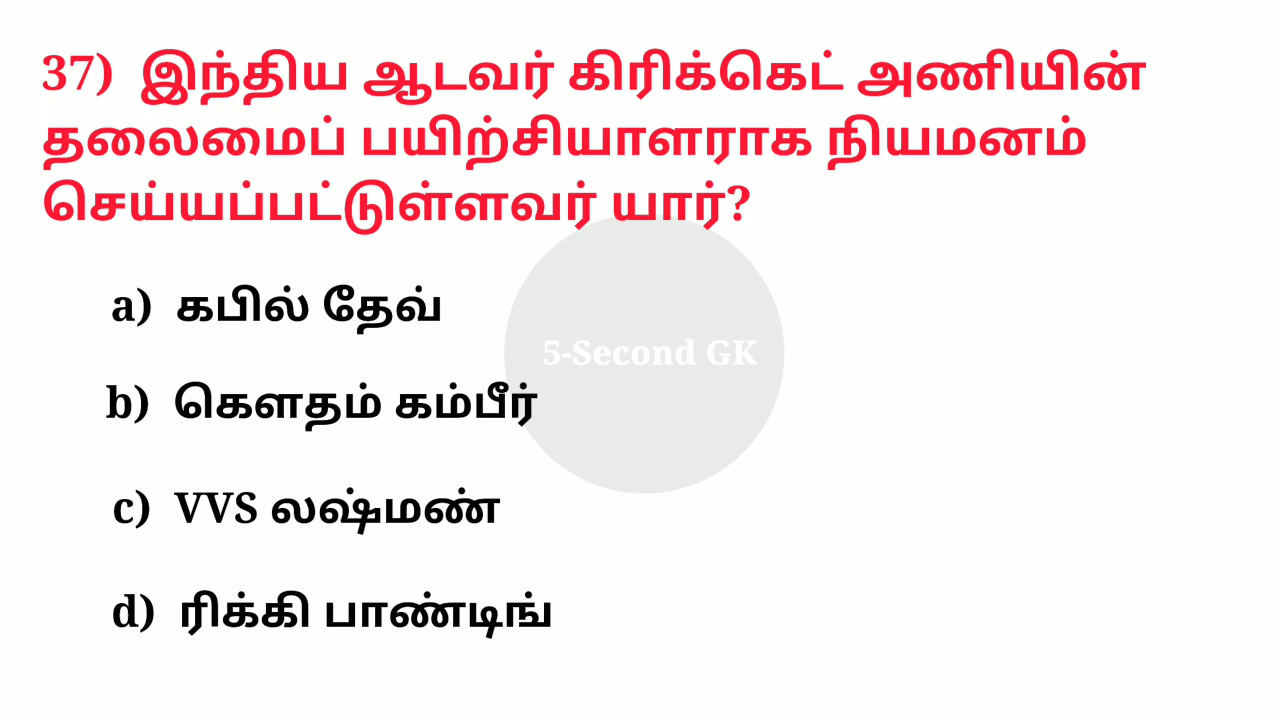 37) இந்திய ஆடவர் கிரிக்கெட் அணியின்
தலைமைப் பயிற்சியாளராக நியமனம்
செய்யப்பட்டுள்ளவர் யார்?
a) கபில் தேவ்
5-Second GK
b) கௌதம் கம்பீர்
c) VVS லஷ்மண்
d) ரிக்கி பாண்டிங்